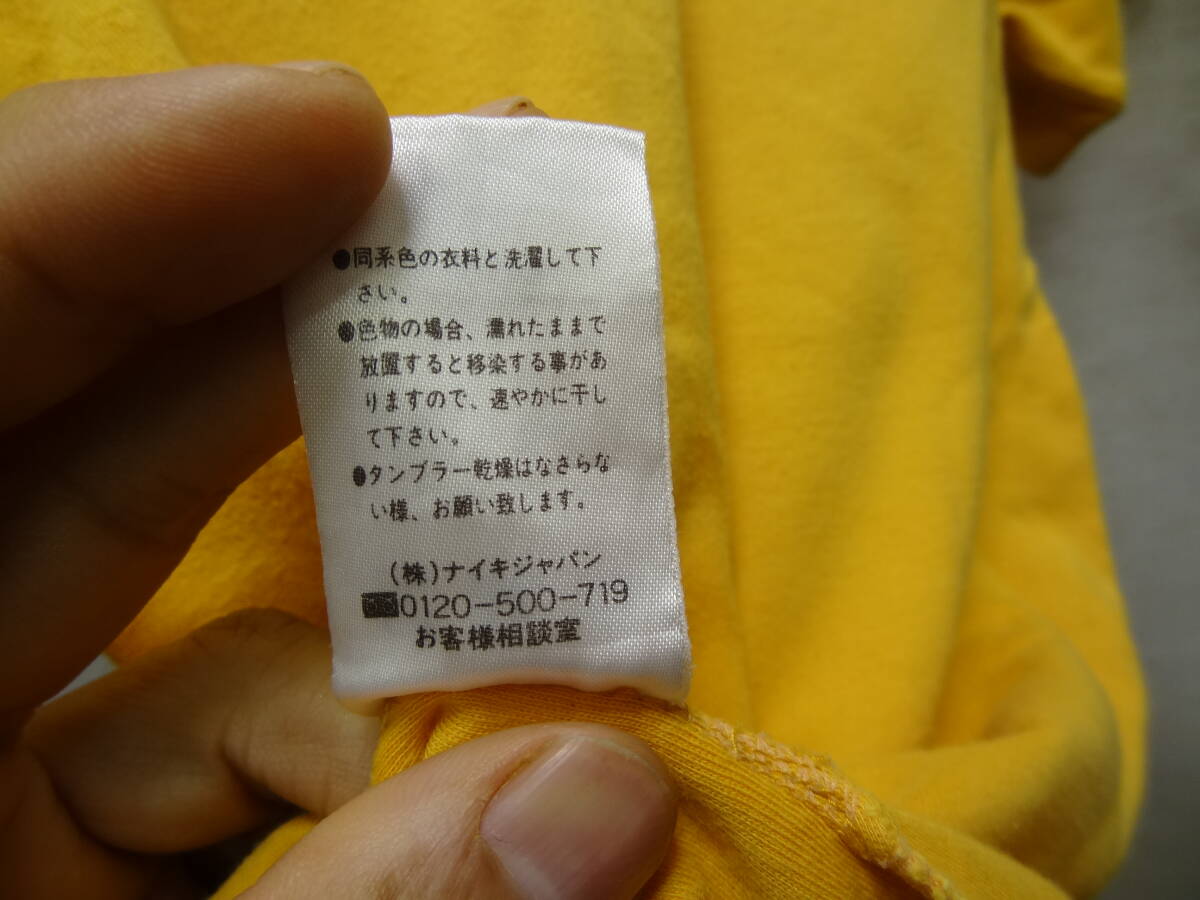 ●同系色の衣料と洗濯して下
さい。
●色物の場合、濡れたままで
放置すると移染する事があ
りますので、速やかに干し
て下さい。
●タンブラー乾燥はなさらな
い様、お願い致します。
(株)ナイキジャパン
0120-500-719
お客様相談室